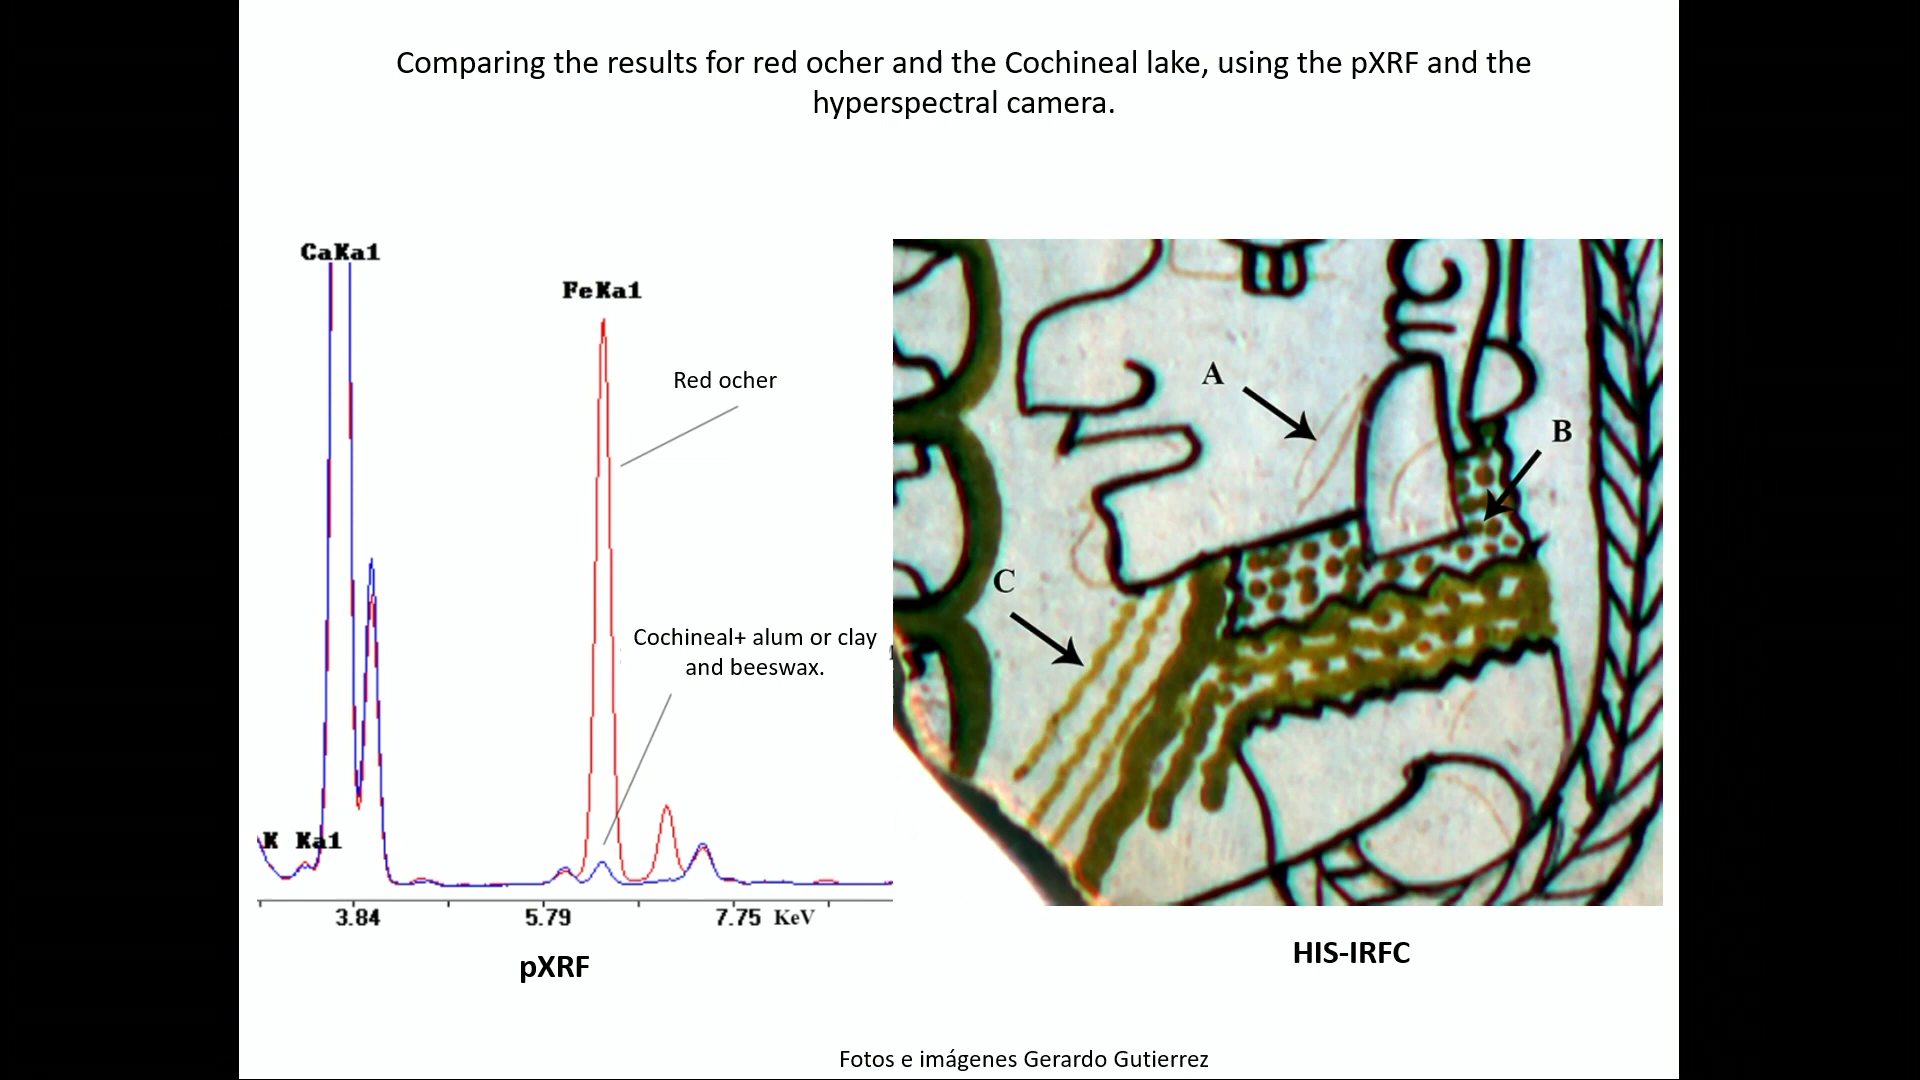 Comparing the results for red ocher and the Cochineal lake, using the pXRF and the
hyperspectral camera.
CaKa1
FeKa1
Red ocher
Cochineal+ alum or clay
and beeswax.
K Ka1
3.84 5.79 7.75 KeV
pXRF
A
B
C
HIS-IRFC
Fotos e imágenes Gerardo Gutierrez